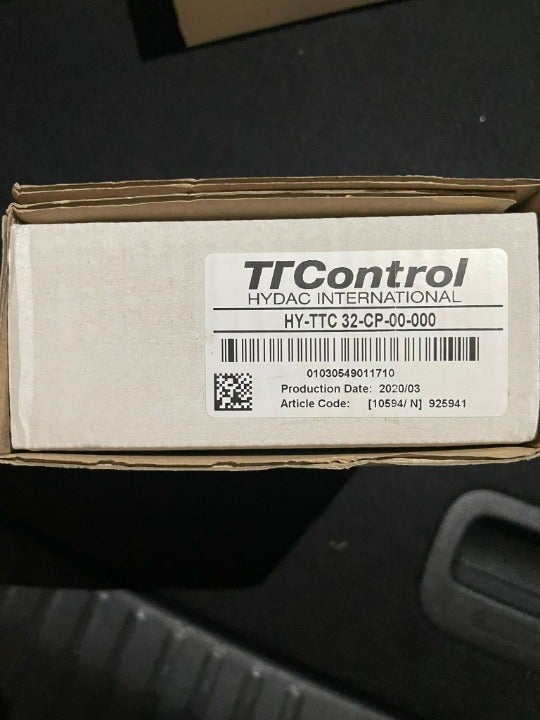 TTControl
HYDAC INTERNATIONAL
HY-TTC 32-CP-00-000
01030549011710
Production Date: 2020/03
Article Code: [10594/ N] 925941